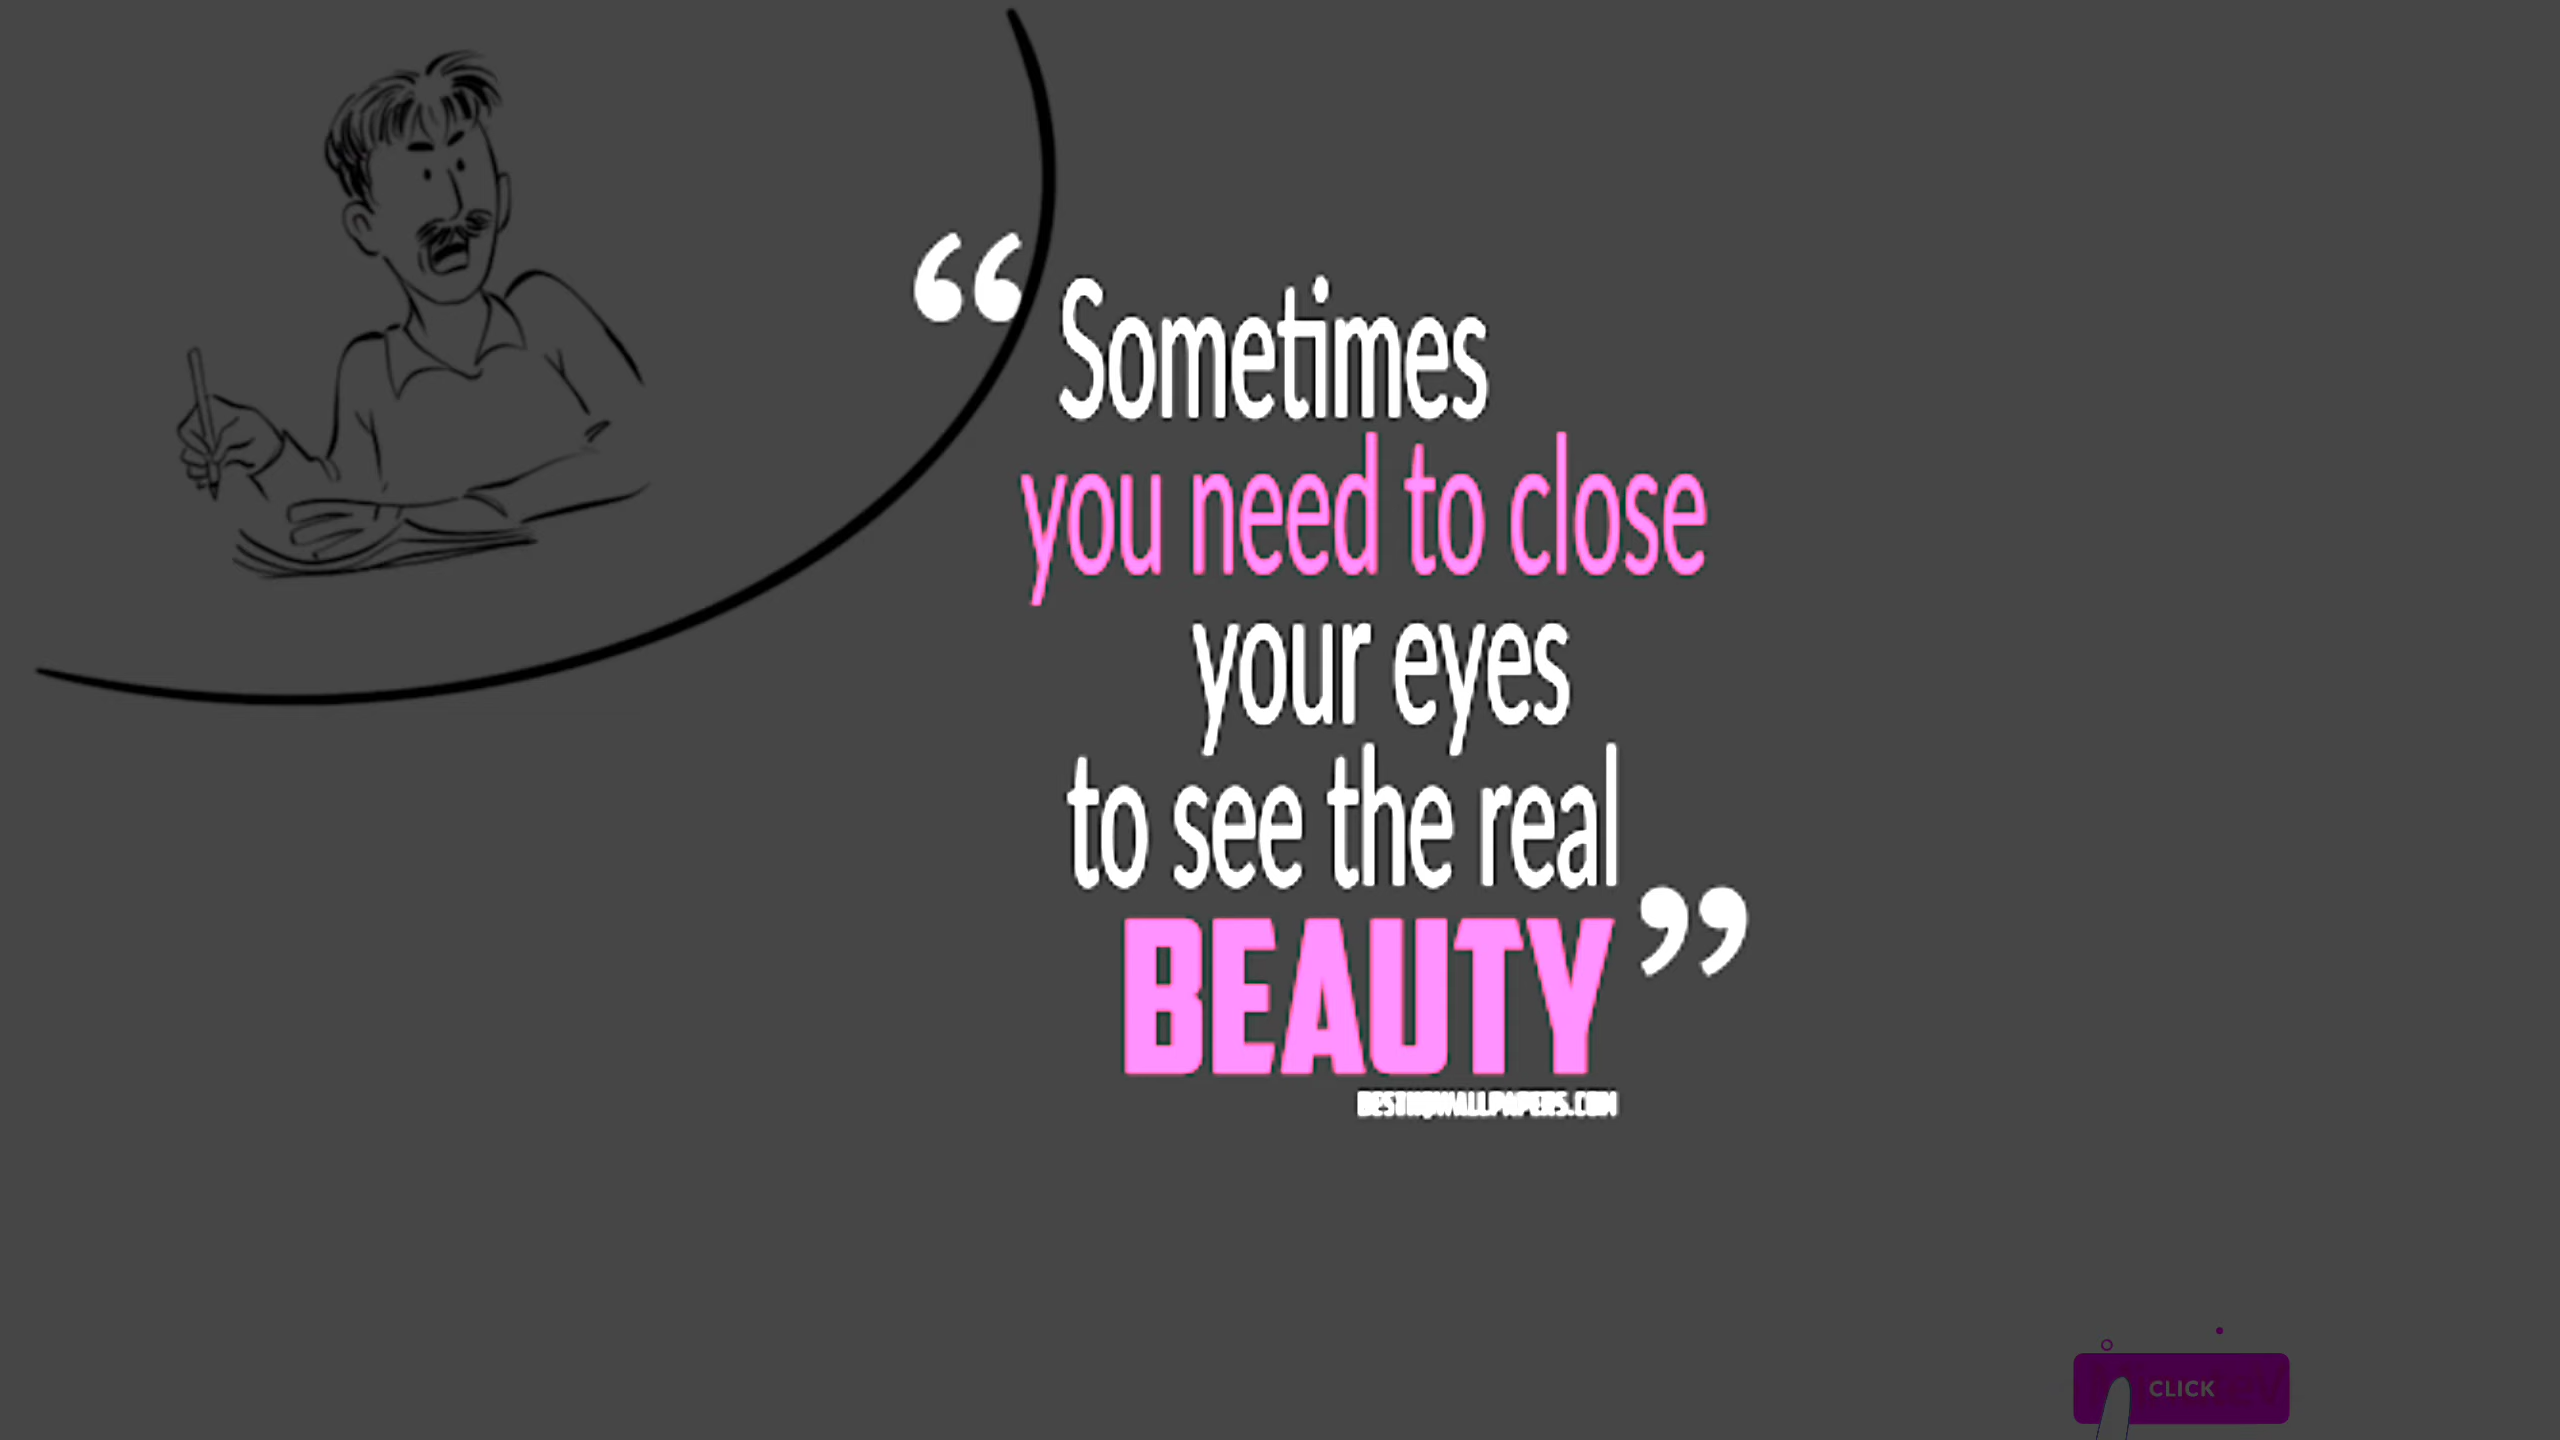 “Sometimes
you need to close
your eyes
to see the real
BEAUTY”
BESTHQWALLPAPERS.COM
CLICK